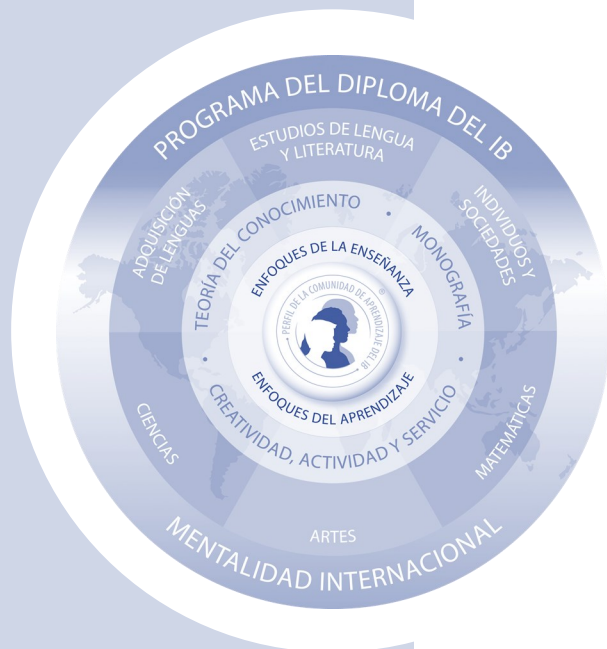 PROGRAMA DEL DIPLOMA DEL IB
ESTUDIOS DE LENGUA
Y LITERATURA
ADQUISICIÓN
DE LENGUAS
INDIVIDUOS Y
SOCIEDADES
TEORÍA DEL CONOCIMIENTO • MONOGRAFÍA •
ENFOQUES DE LA ENSEÑANZA
PERFIL DE LA COMUNIDAD DE APRENDIZAJE DEL IB •
®
ENFOQUES DEL APRENDIZAJE
CREATIVIDAD, ACTIVIDAD Y SERVICIO •
CIENCIAS
MATEMÁTICAS
ARTES
MENTALIDAD INTERNACIONAL